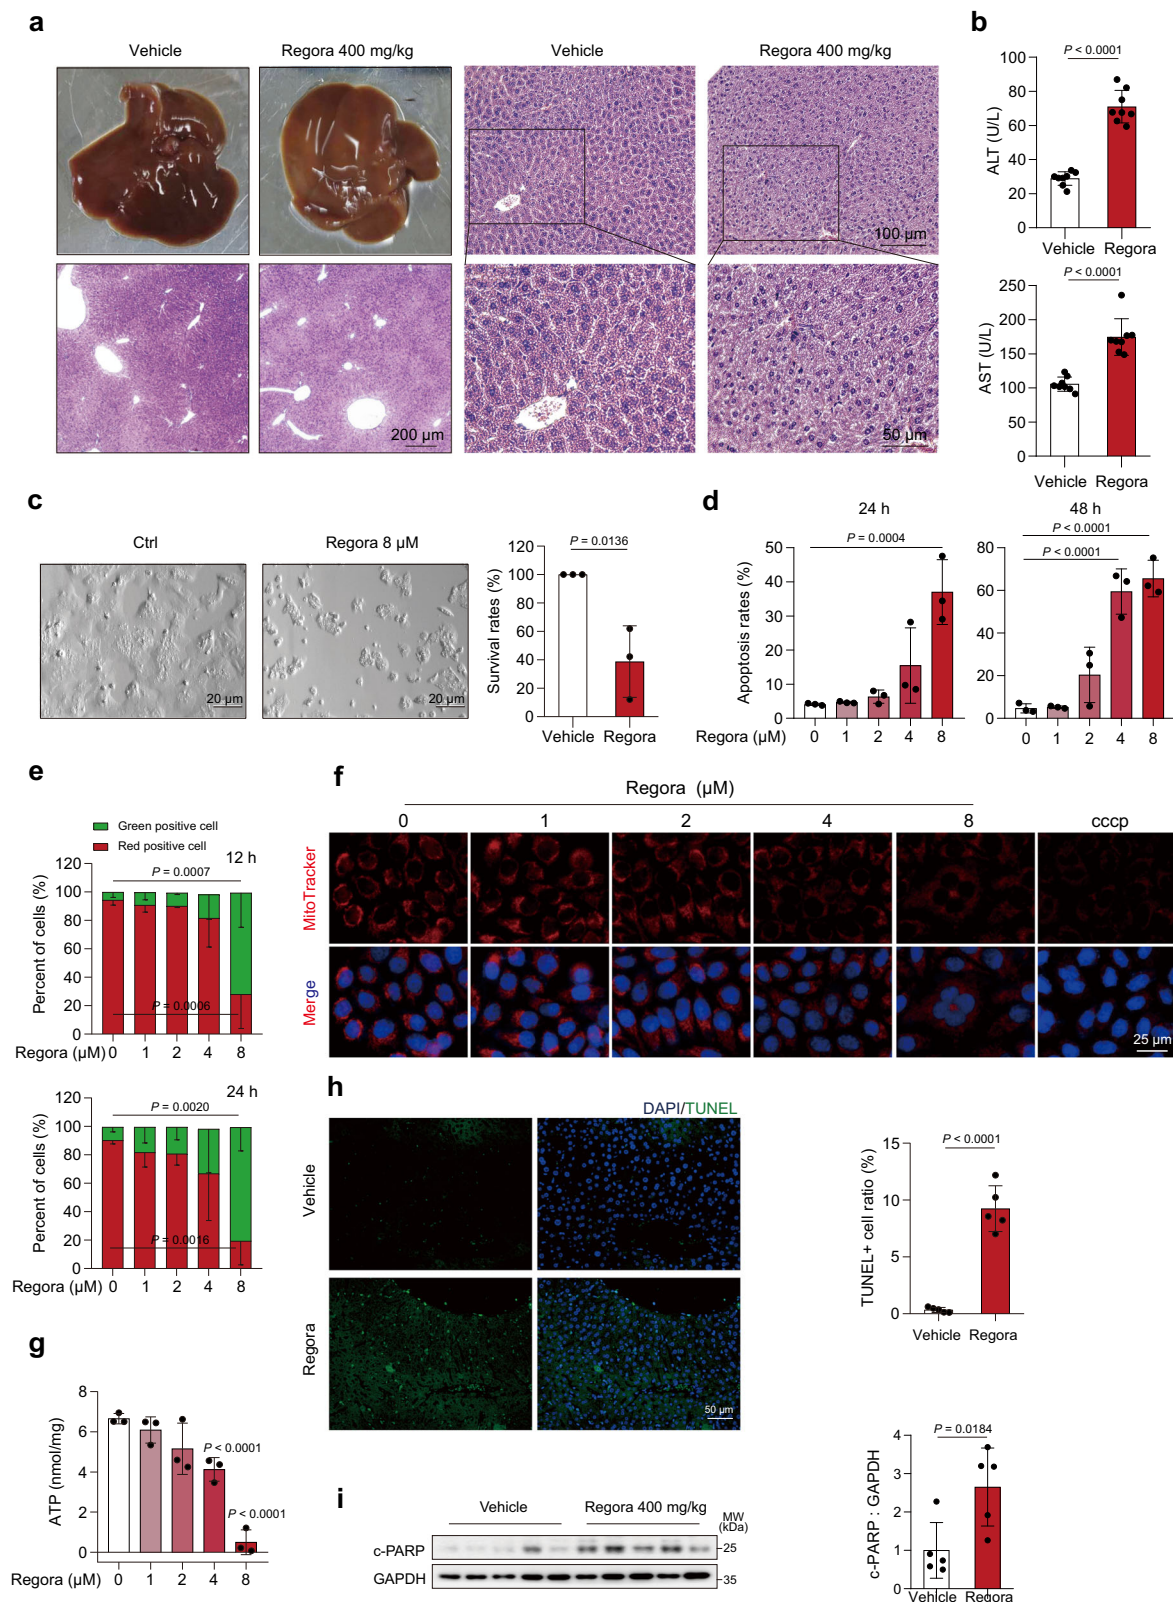 a
Vehicle
Regora 400 mg/kg
Vehicle
Regora 400 mg/kg
200 µm
100 µm
50 µm
b
P < 0.0001
ALT (U/L)
100
80
60
40
20
0
Vehicle Regora
P < 0.0001
AST (U/L)
250
200
150
100
50
0
Vehicle Regora
c
Ctrl
Regora 8 µM
20 µm
20 µm
P = 0.0136
Survival rates (%)
120
100
80
60
40
20
0
Vehicle Regora
d
24 h
P = 0.0004
Apoptosis rates (%)
50
40
30
20
10
0
Regora (µM) 0 1 2 4 8
48 h
P < 0.0001
P < 0.0001
80
60
40
20
0
0 1 2 4 8
e
Green positive cell
Red positive cell
12 h
P = 0.0007
Percent of cells (%)
120
100
80
60
40
20
0
P = 0.0006
Regora (µM) 0 1 2 4 8
24 h
P = 0.0020
Percent of cells (%)
120
100
80
60
40
20
0
P = 0.0016
Regora (µM) 0 1 2 4 8
f
Regora (µM)
0 1 2 4 8 cccp
MitoTracker
Merge
25 µm
g
ATP (nmol/mg)
8
6
4
2
0
P < 0.0001
P < 0.0001
Regora (µM) 0 1 2 4 8
h
DAPI/TUNEL
Vehicle
Regora
50 µm
P < 0.0001
TUNEL+ cell ratio (%)
15
10
5
0
Vehicle Regora
i
Vehicle
Regora 400 mg/kg
MW
(kDa)
c-PARP
25
GAPDH
35
P = 0.0184
c-PARP : GAPDH
4
3
2
1
0
Vehicle Regora